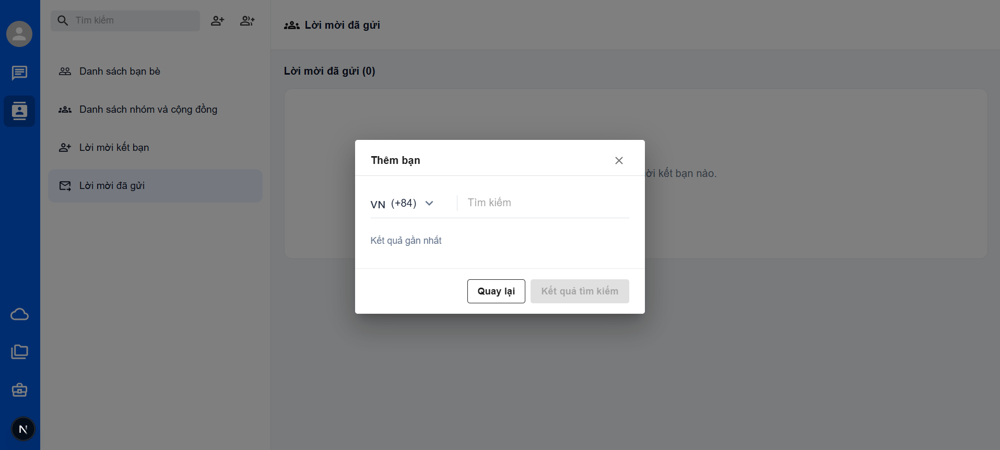 Tìm kiếm
Danh sách bạn bè
Danh sách nhóm và cộng đồng
Lời mời kết bạn
Lời mời đã gửi
N
Lời mời đã gửi
Lời mời đã gửi (0)
ời kết bạn nào.
Thêm bạn
VN (+84)
Tìm kiếm
Kết quả gần nhất
Quay lại
Kết quả tìm kiếm